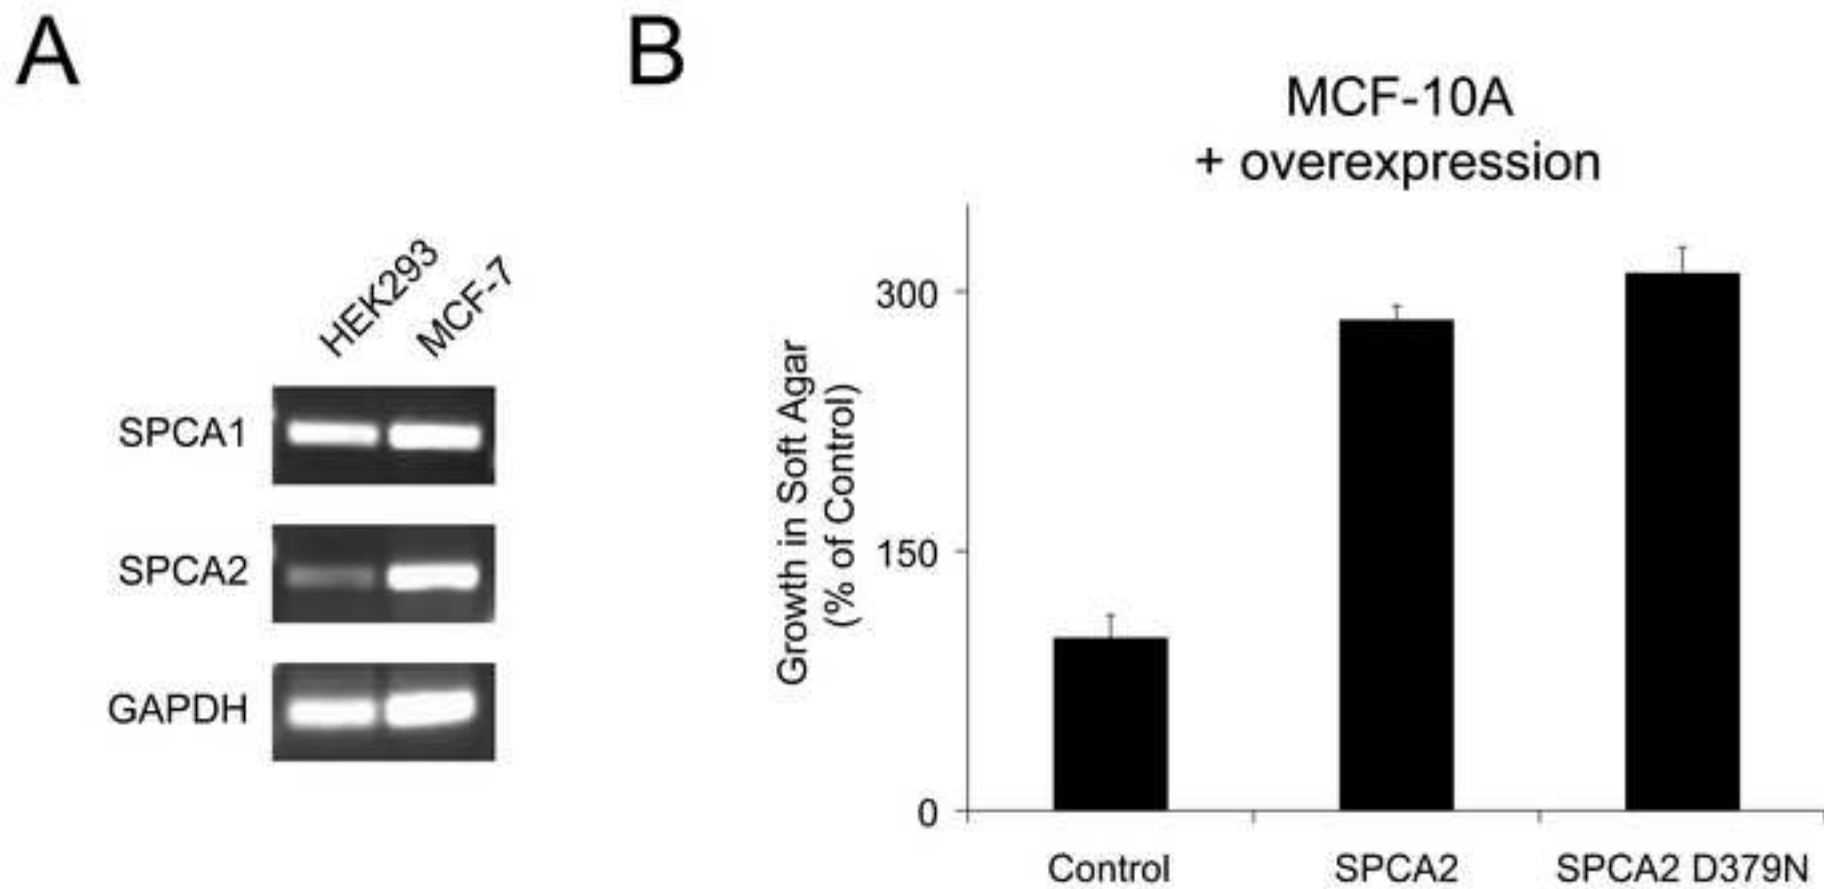 A
HEK293
MCF-7
SPCA1
SPCA2
GAPDH
B
MCF-10A
+ overexpression
Growth in Soft Agar
(% of Control)
300
150
0
Control
SPCA2
SPCA2 D379N